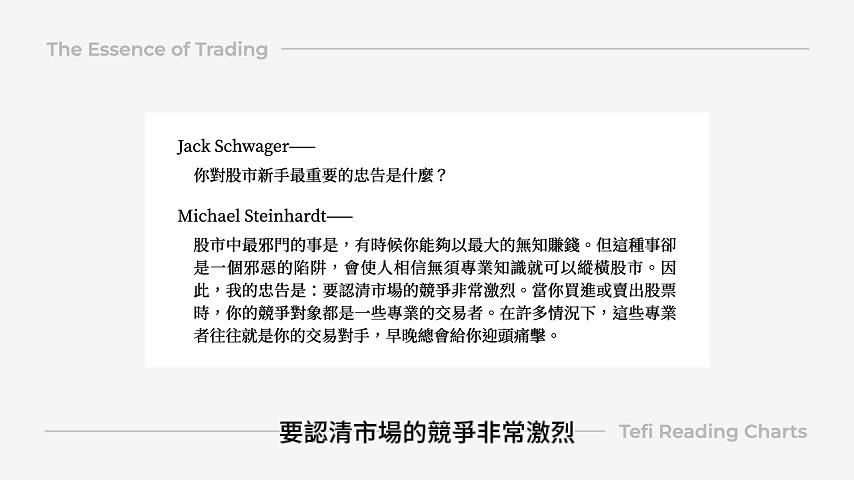 The Essence of Trading
Jack Schwager——
你對股市新手最重要的忠告是什麼？
Michael Steinhardt——
股市中最邪門的事是，有時候你能夠以最大的無知賺錢。但這種事卻
是一個邪惡的陷阱，會使人相信無須專業知識就可以縱橫股市。因
此，我的忠告是：要認清市場的競爭非常激烈。當你買進或賣出股票
時，你的競爭對象都是一些專業的交易者。在許多情況下，這些專業
者往往就是你的交易對手，早晚總會給你迎頭痛擊。
要認清市場的競爭非常激烈
Tefi Reading Charts